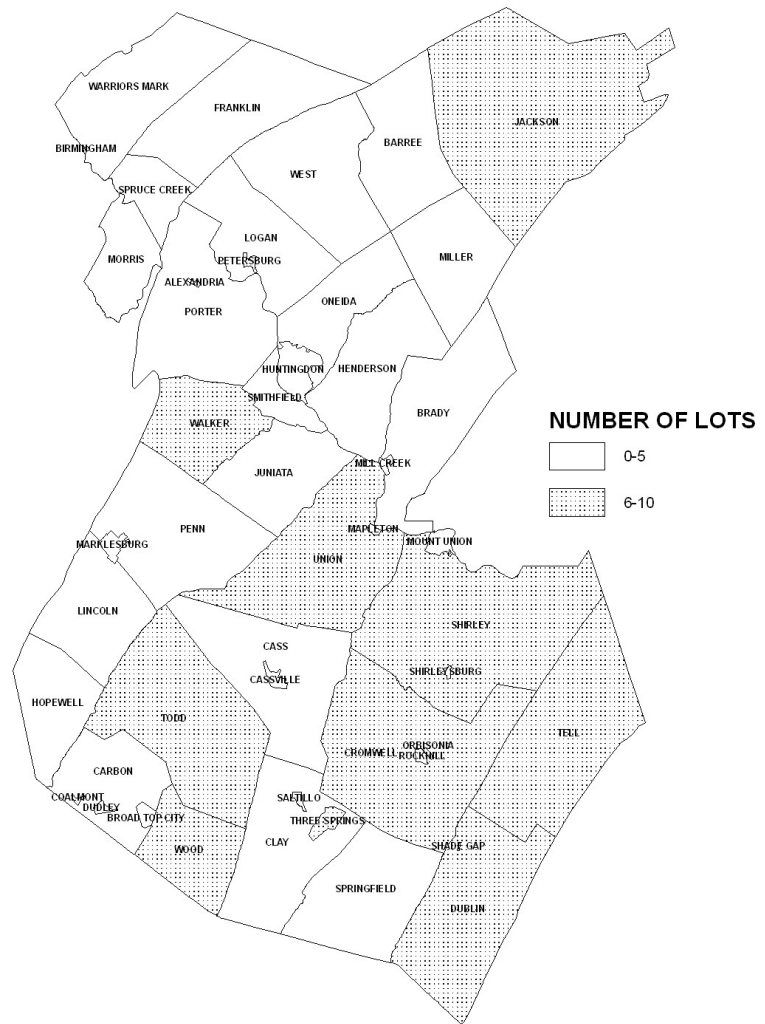 WARRIORS MARK
FRANKLIN
JACKSON
BARREE
BIRMINGHAM
WEST
SPRUCE CREEK
LOGAN
MORRIS
PETERSBURG
MILLER
ALEXANDRIA
ONEIDA
PORTER
HUNTINGDON
HENDERSON
SMITHFIELD
BRADY
WALKER
NUMBER OF LOTS
0-5
6-10
MILL CREEK
JUNIATA
PENN
MAPLETON
MOUNT UNION
MARKLESBURG
UNION
LINCOLN
SHIRLEY
CASS
SHIRLEYSBURG
CASSVILLE
HOPEWELL
TODD
TELL
ORBISONIA
CROMWELL
ROCKHILL
CARBON
COALMONT
SALTILLO
DUDLEY
BROAD TOP CITY
THREE SPRINGS
CLAY
SHADE GAP
WOOD
SPRINGFIELD
DUBLIN